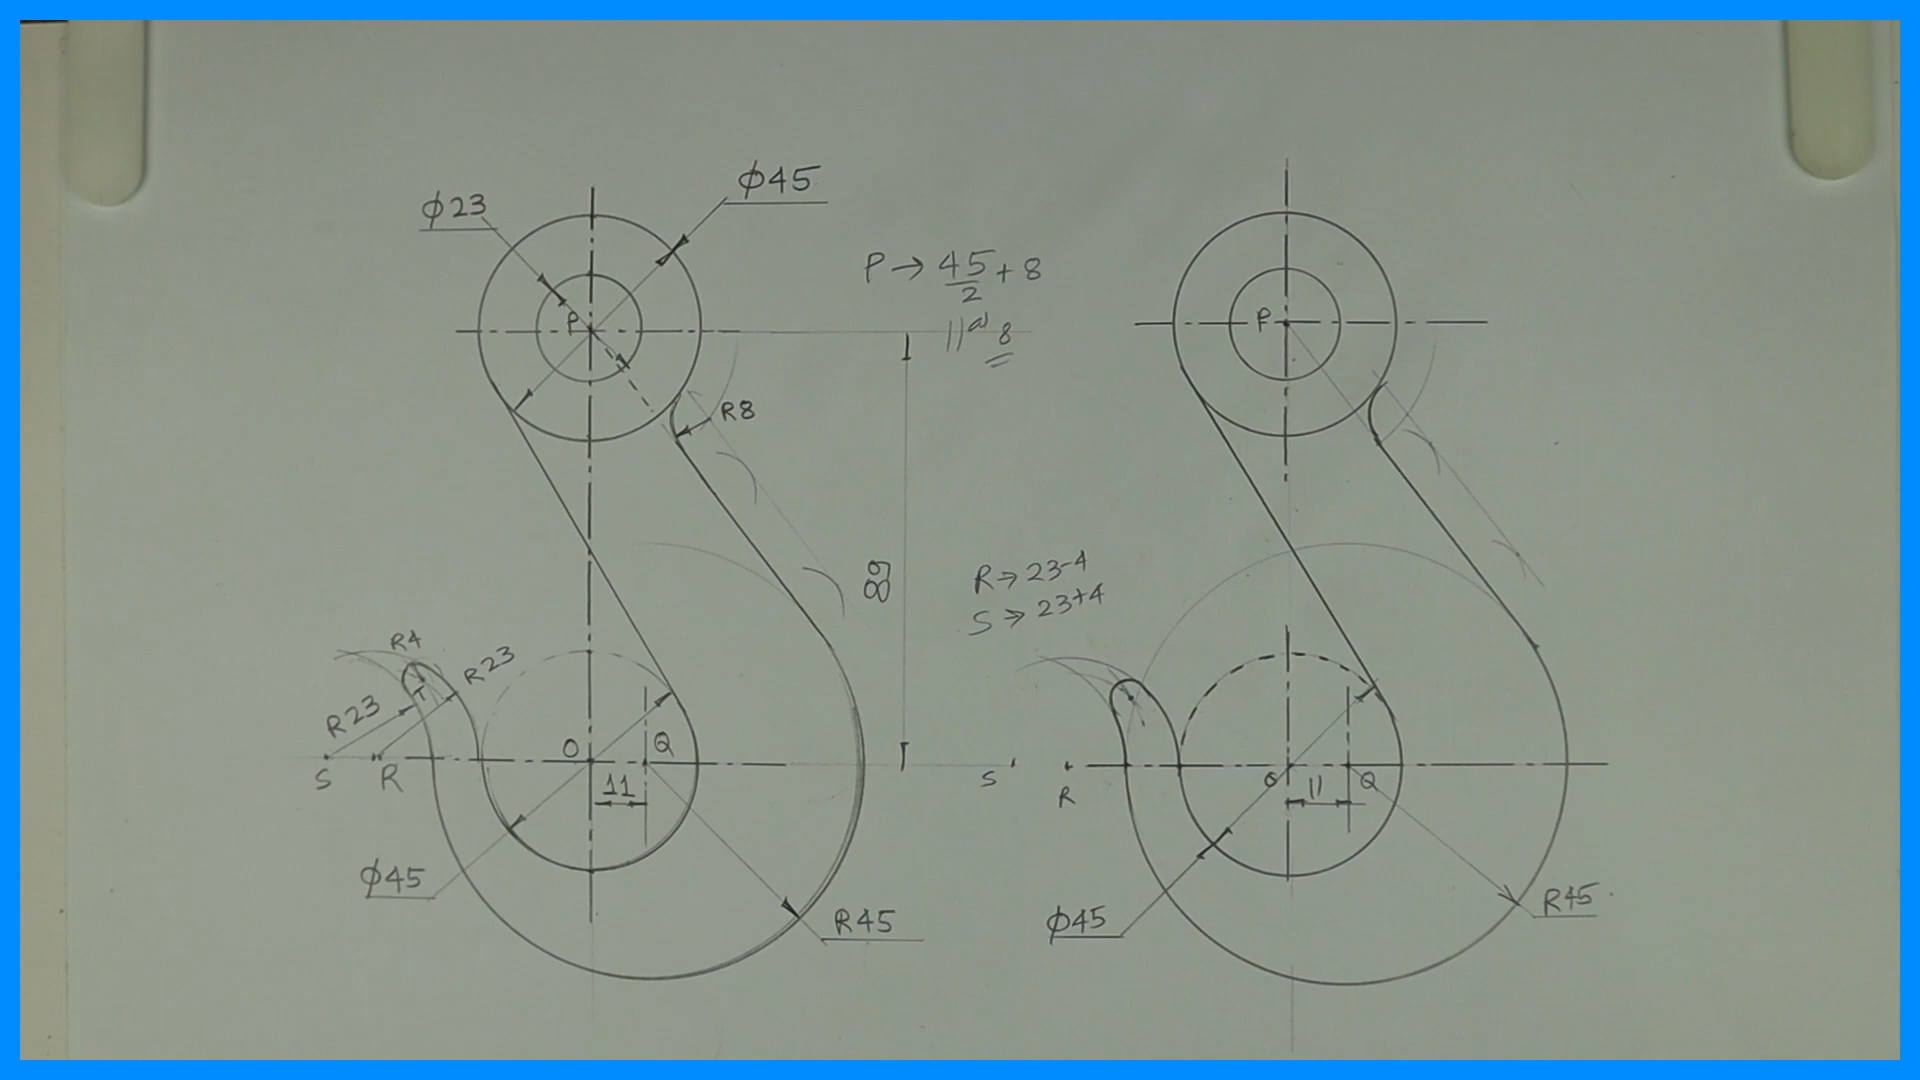 ϕ23
ϕ45
P → 45/2 + 8
11el 8
P
R8
89
R4
R23
R23
T
S
R
O
Q
11
ϕ45
R45
P
R → 23-4
S → 23+4
S
R
O
11
Q
ϕ45
R45